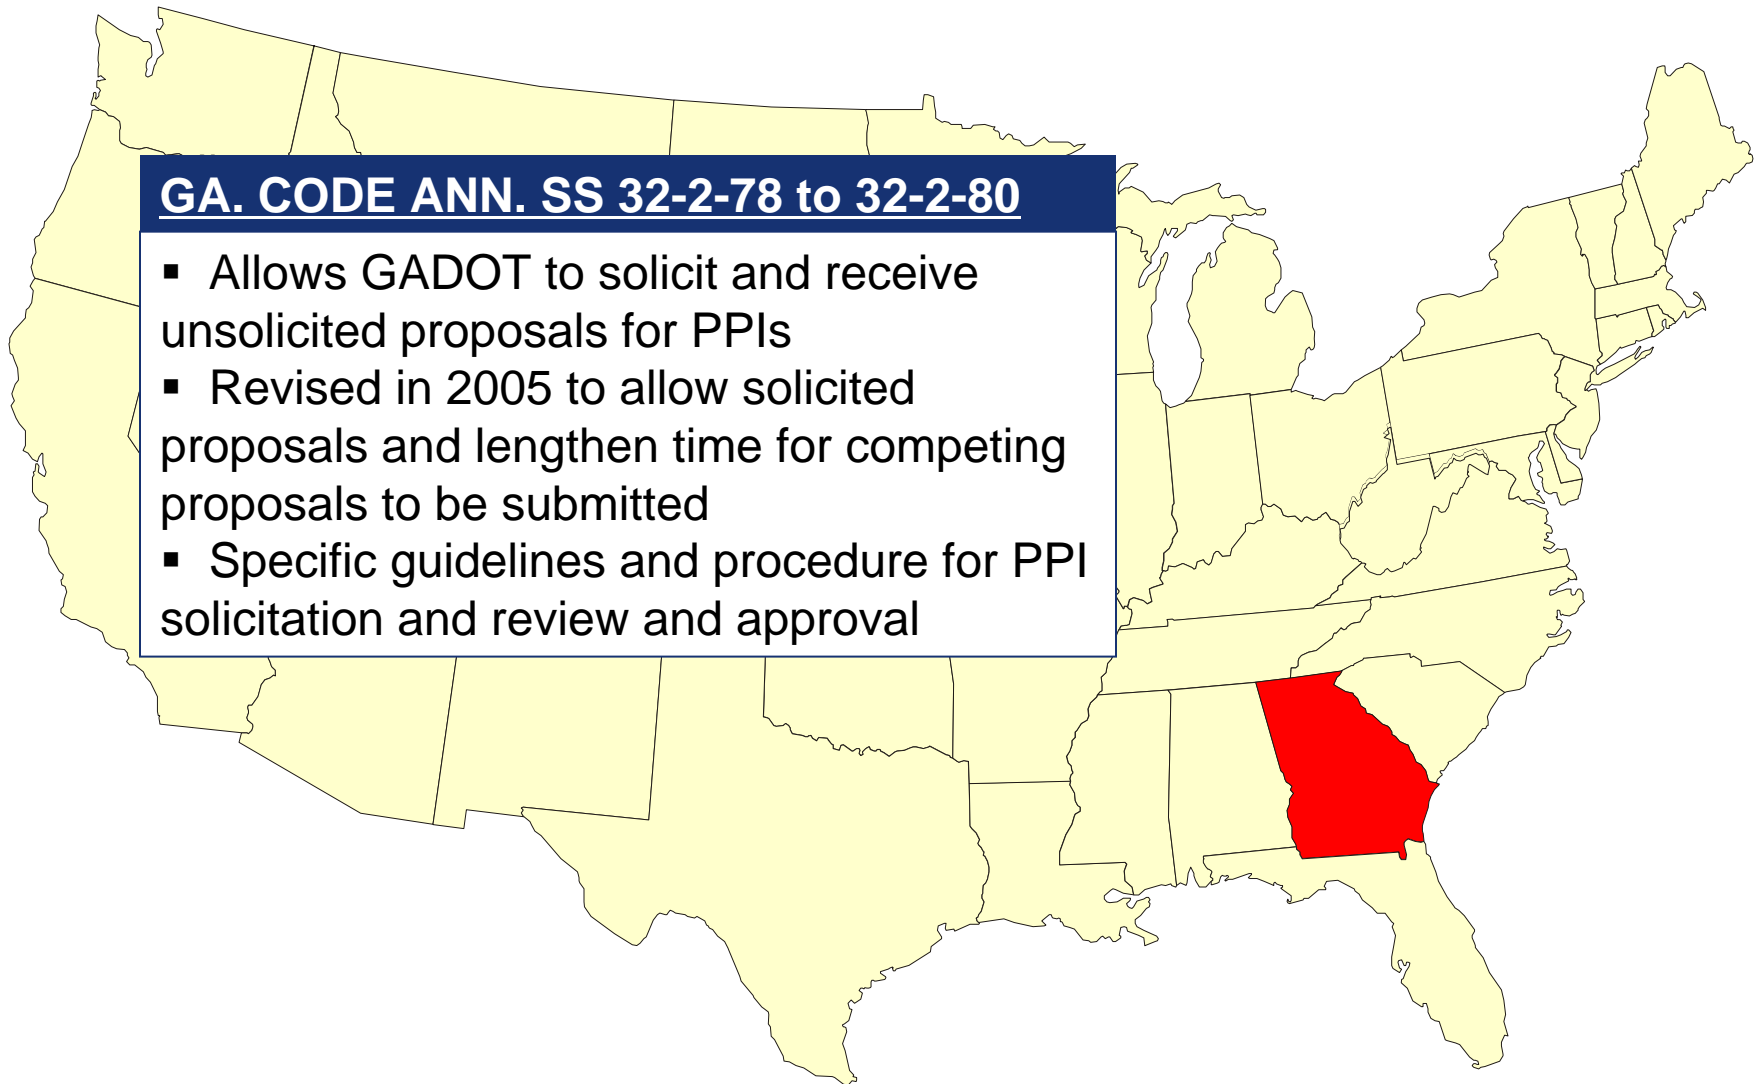 GA. CODE ANN. SS 32-2-78 to 32-2-80
▪ Allows GADOT to solicit and receive
unsolicited proposals for PPIs
▪ Revised in 2005 to allow solicited
proposals and lengthen time for competing
proposals to be submitted
▪ Specific guidelines and procedure for PPI
solicitation and review and approval